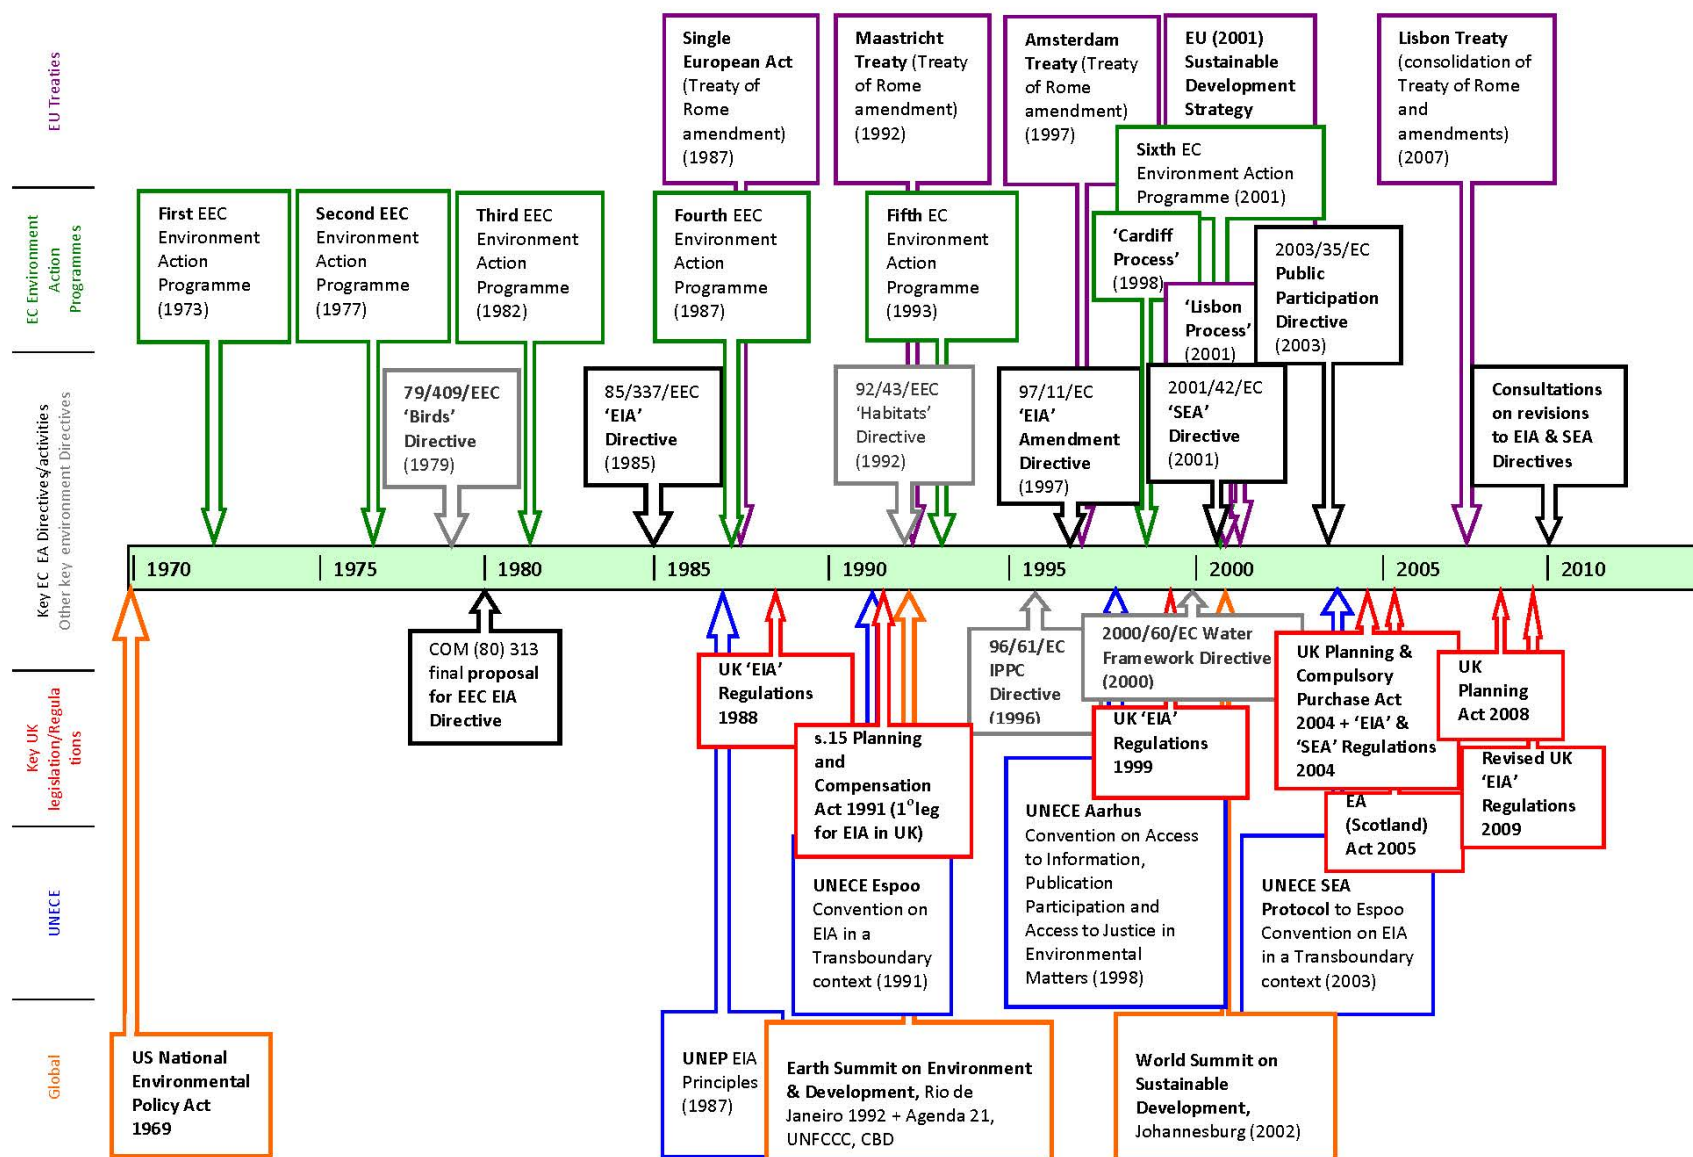 EU Treaties
EC Environment
Action
Programmes
Key EC EA Directives/activities
Other key environment Directives
Key UK
legislation/Regula
tions
UNECE
Global
Single
European Act
(Treaty of
Rome
amendment)
(1987)
Maastricht
Treaty (Treaty
of Rome
amendment)
(1992)
Amsterdam
Treaty (Treaty
of Rome
amendment)
(1997)
EU (2001)
Sustainable
Development
Strategy
Lisbon Treaty
(consolidation of
Treaty of Rome
and
amendments)
(2007)
Sixth EC
Environment Action
Programme (2001)
First EEC
Environment
Action
Programme
(1973)
Second EEC
Environment
Action
Programme
(1977)
Third EEC
Environment
Action
Programme
(1982)
Fourth EEC
Environment
Action
Programme
(1987)
Fifth EC
Environment
Action
Programme
(1993)
‘Cardiff
Process’
(1998)
‘Lisbon
Process’
(2001)
2003/35/EC
Public
Participation
Directive
(2003)
79/409/EEC
‘Birds’
Directive
(1979)
85/337/EEC
‘EIA’
Directive
(1985)
92/43/EEC
‘Habitats’
Directive
(1992)
97/11/EC
‘EIA’
Amendment
Directive
(1997)
2001/42/EC
‘SEA’
Directive
(2001)
Consultations
on revisions
to EIA & SEA
Directives
1970
1975
1980
1985
1990
1995
2000
2005
2010
COM (80) 313
final proposal
for EEC EIA
Directive
UK ‘EIA’
Regulations
1988
s.15 Planning
and
Compensation
Act 1991 (1°leg
for EIA in UK)
96/61/EC
IPPC
Directive
(1996)
2000/60/EC Water
Framework Directive
(2000)
UK ‘EIA’
Regulations
1999
UK Planning &
Compulsory
Purchase Act
2004 + ‘EIA’ &
‘SEA’ Regulations
2004
UK
Planning
Act 2008
Revised UK
‘EIA’
Regulations
2009
EA
(Scotland)
Act 2005
UNECE Espoo
Convention on
EIA in a
Transboundary
context (1991)
UNECE Aarhus
Convention on Access
to Information,
Publication
Participation and
Access to Justice in
Environmental
Matters (1998)
UNECE SEA
Protocol to Espoo
Convention on EIA
in a Transboundary
context (2003)
US National
Environmental
Policy Act
1969
UNEP EIA
Principles
(1987)
Earth Summit on Environment
& Development, Rio de
Janeiro 1992 + Agenda 21,
UNFCCC, CBD
World Summit on
Sustainable
Development,
Johannesburg (2002)